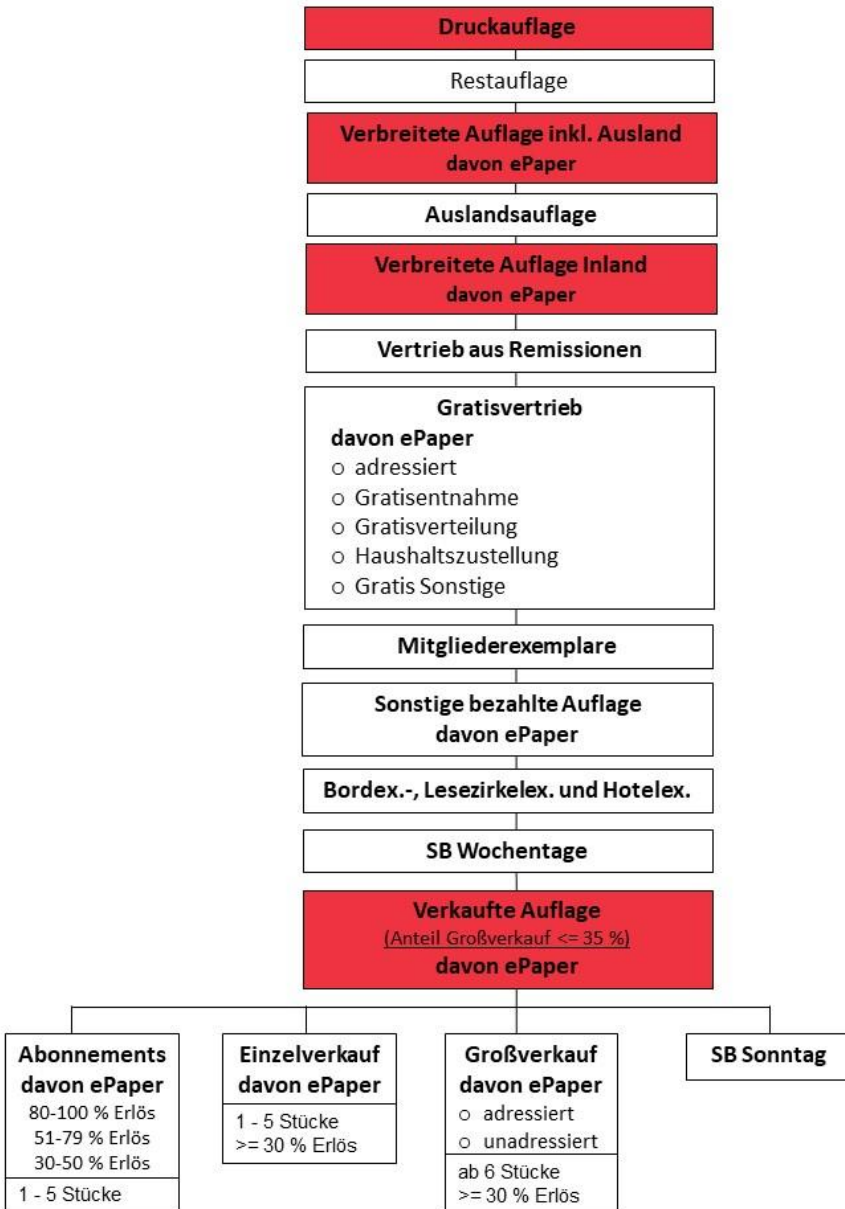 Druckauflage
Restauflage
Verbreitete Auflage inkl. Ausland
davon ePaper
Auslandsauflage
Verbreitete Auflage Inland
davon ePaper
Vertrieb aus Remissionen
Gratisvertrieb
davon ePaper
o adressiert
o Gratisentnahme
o Gratisverteilung
o Haushaltszustellung
o Gratis Sonstige
Mitgliederexemplare
Sonstige bezahlte Auflage
davon ePaper
Bordex.-, Lesezirkelex. und Hotelex.
SB Wochentage
Verkaufte Auflage
(Anteil Großverkauf <= 35 %)
davon ePaper
Abonnements
davon ePaper
80-100 % Erlös
51-79 % Erlös
30-50 % Erlös
1 - 5 Stücke
Einzelverkauf
davon ePaper
1 - 5 Stücke
>= 30 % Erlös
Großverkauf
davon ePaper
o adressiert
o unadressiert
ab 6 Stücke
>= 30 % Erlös
SB Sonntag